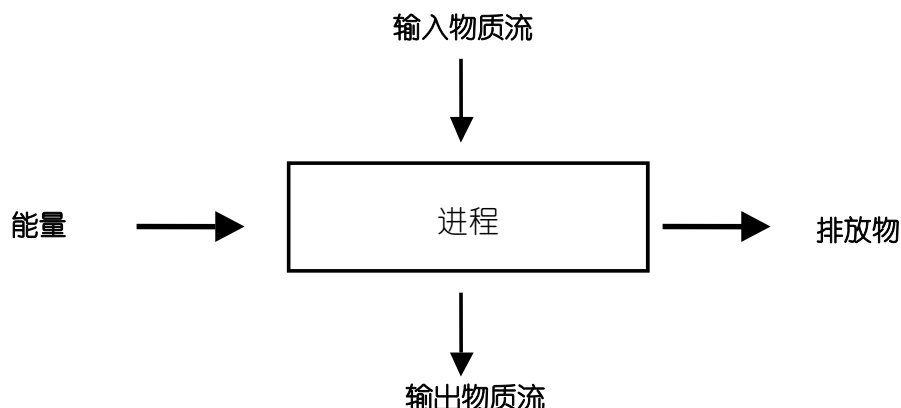 输入物质流
能量
进程
排放物
输出物质流